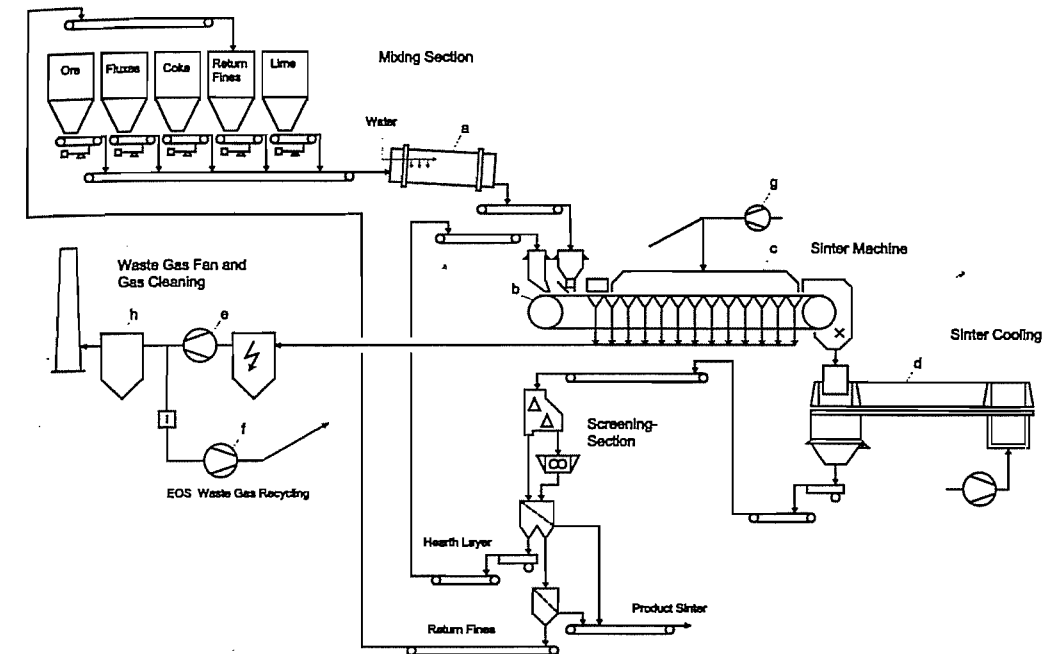 Ore
Fluxes
Coke
Return
Fines
Lime
Mixing Section
Water
a
g
c
Sinter Machine
b
Waste Gas Fan and
Gas Cleaning
h
e
Sinter Cooling
d
Screening-
Section
f
EOS Waste Gas Recycling
Hearth Layer
Product Sinter
Return Fines